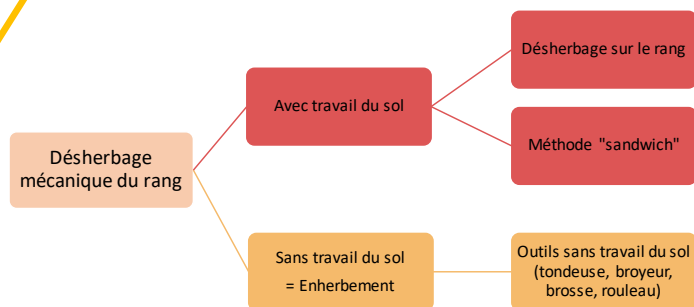 Désherbage sur le rang
Avec travail du sol
Méthode "sandwich"
Désherbage
mécanique du rang
Sans travail du sol
= Enherbement
Outils sans travail du sol
(tondeuse, broyeur,
brosse, rouleau)